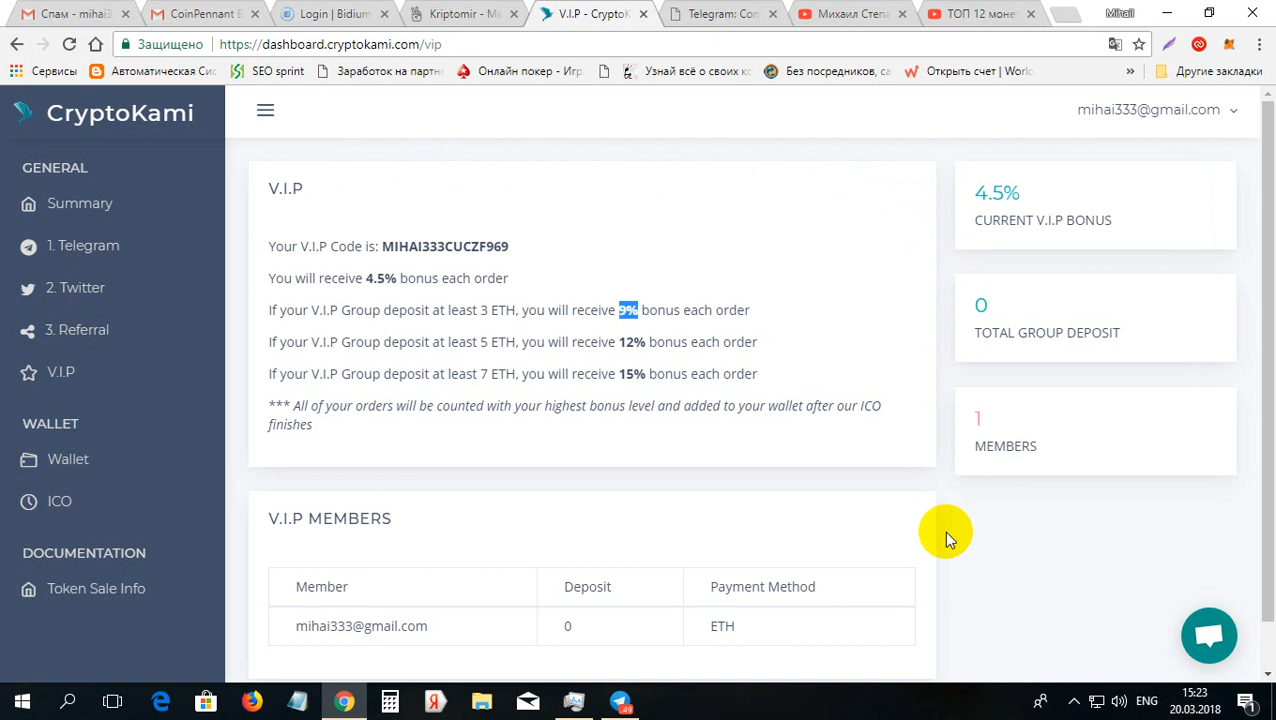 Спам - mihai3
CoinPennant B
Login | Bidium
Kriptomir - Me
V.I.P - CryptoK
Telegram: Con
Михаил Степа
ТОП 12 монет
Mihail
Защищено
https://dashboard.cryptokami.com/vip
Сервисы
Автоматическая Сис
SEO sprint
Заработок на партн
Онлайн покер - Игр
Узнай всё о своих ко
Без посредников, са
Открыть счет | World
»
Другие закладки
CryptoKami
mihai333@gmail.com
GENERAL
Summary
1. Telegram
2. Twitter
3. Referral
V.I.P
WALLET
Wallet
ICO
DOCUMENTATION
Token Sale Info
V.I.P
Your V.I.P Code is: MIHAI333CUCZF969
You will receive 4.5% bonus each order
If your V.I.P Group deposit at least 3 ETH, you will receive 9% bonus each order
If your V.I.P Group deposit at least 5 ETH, you will receive 12% bonus each order
If your V.I.P Group deposit at least 7 ETH, you will receive 15% bonus each order
*** All of your orders will be counted with your highest bonus level and added to your wallet after our ICO
finishes
4.5%
CURRENT V.I.P BONUS
0
TOTAL GROUP DEPOSIT
1
MEMBERS
V.I.P MEMBERS
Member Deposit Payment Method
mihai333@gmail.com 0 ETH
ENG
15:23
20.03.2018